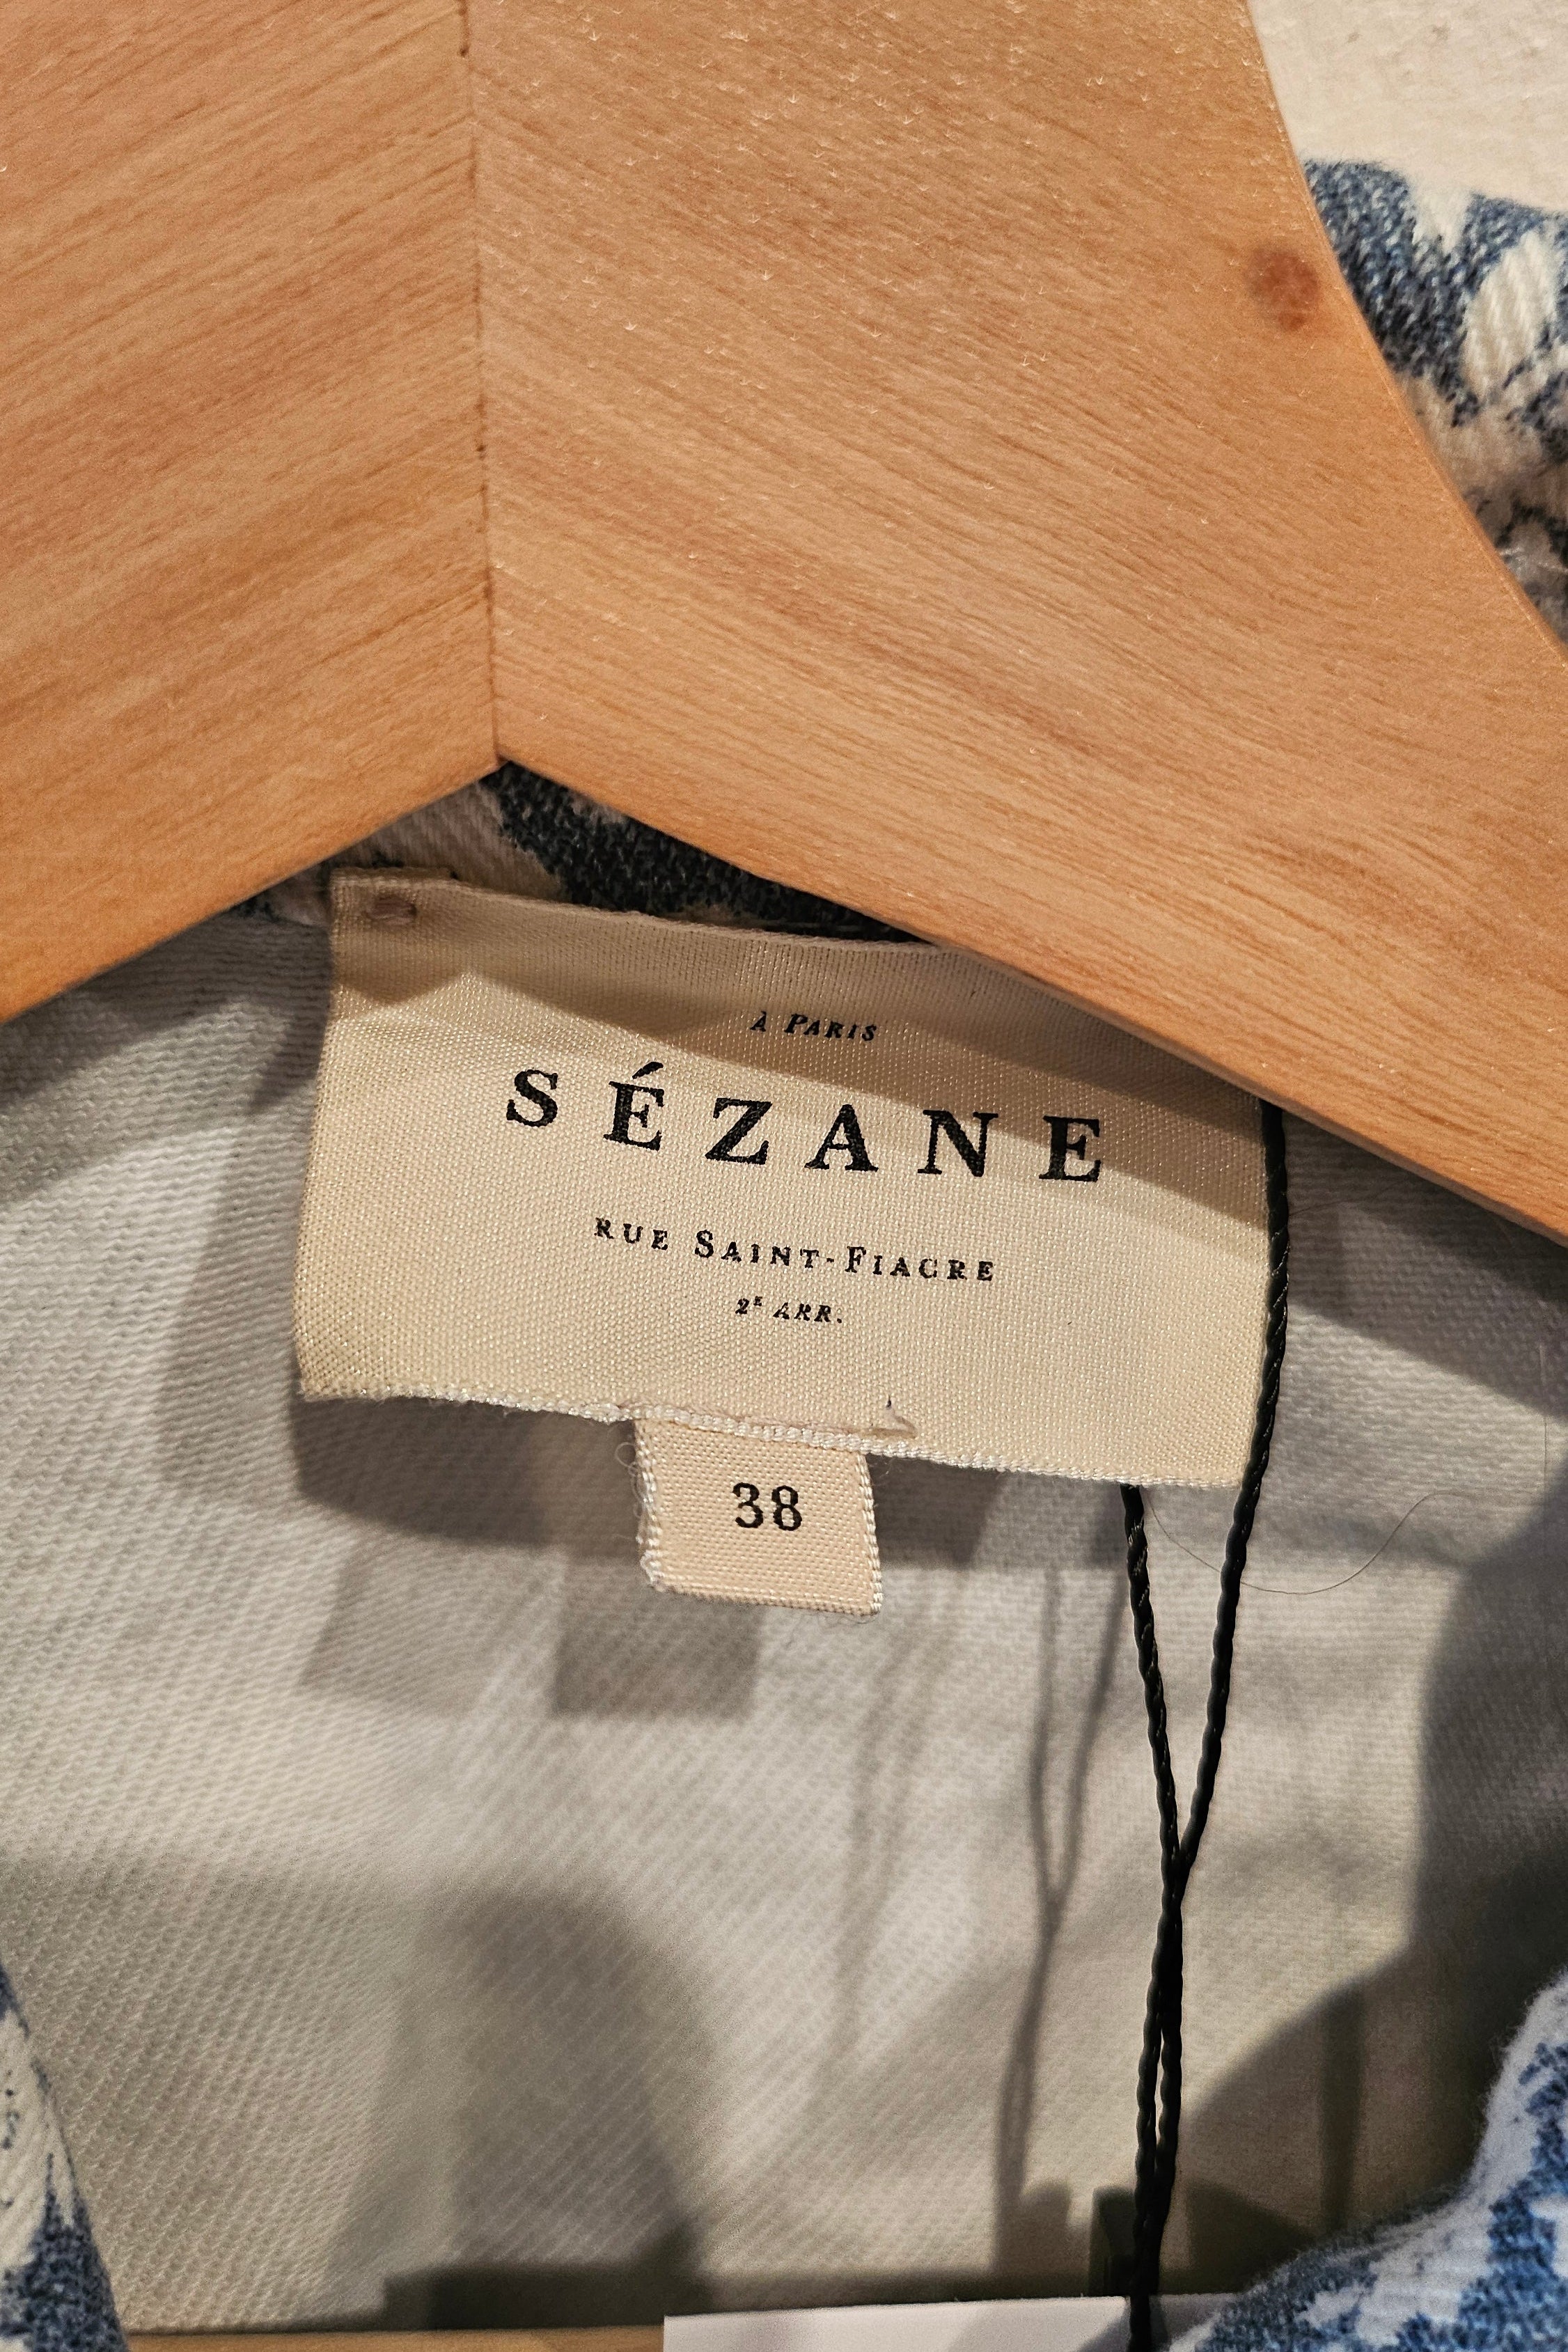 À PARIS
SÉZANE
RUE SAINT-FIACRE
2E ARR.
38